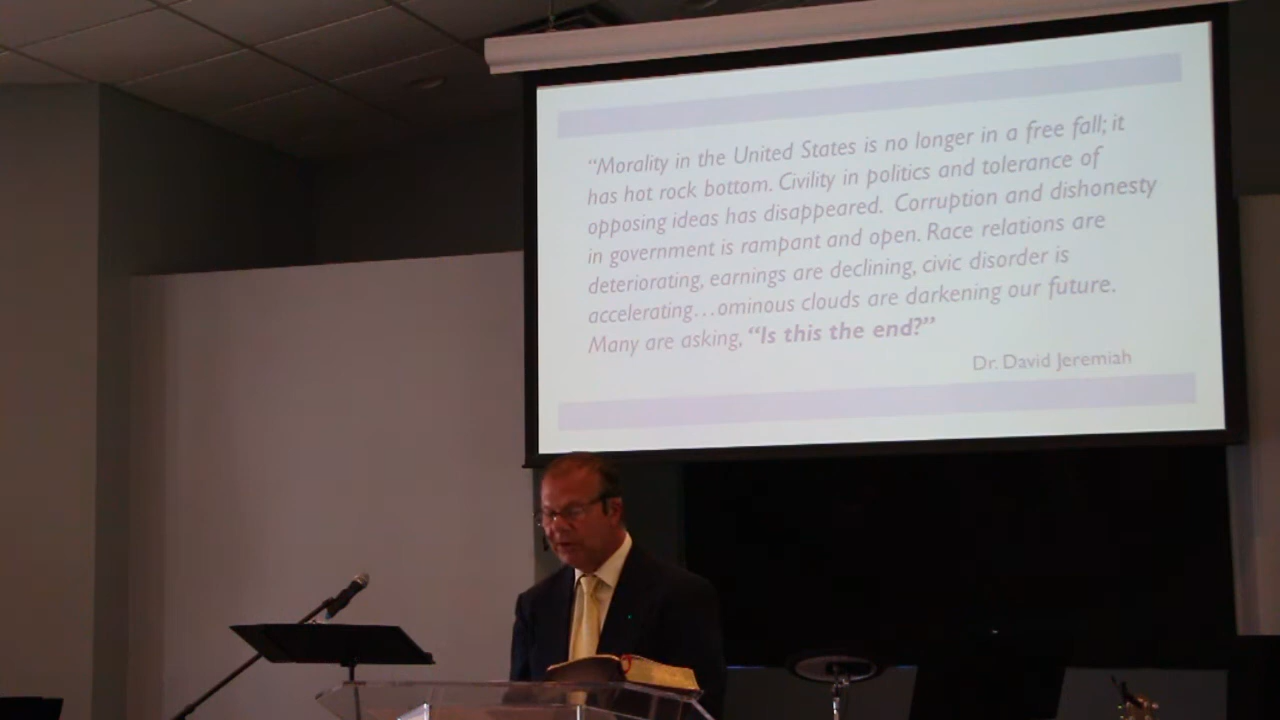 “Morality in the United States is no longer in a free fall; it
has hot rock bottom. Civility in politics and tolerance of
opposing ideas has disappeared. Corruption and dishonesty
in government is rampant and open. Race relations are
deteriorating, earnings are declining, civic disorder is
accelerating…ominous clouds are darkening our future.
Many are asking, “Is this the end?”
Dr. David Jeremiah